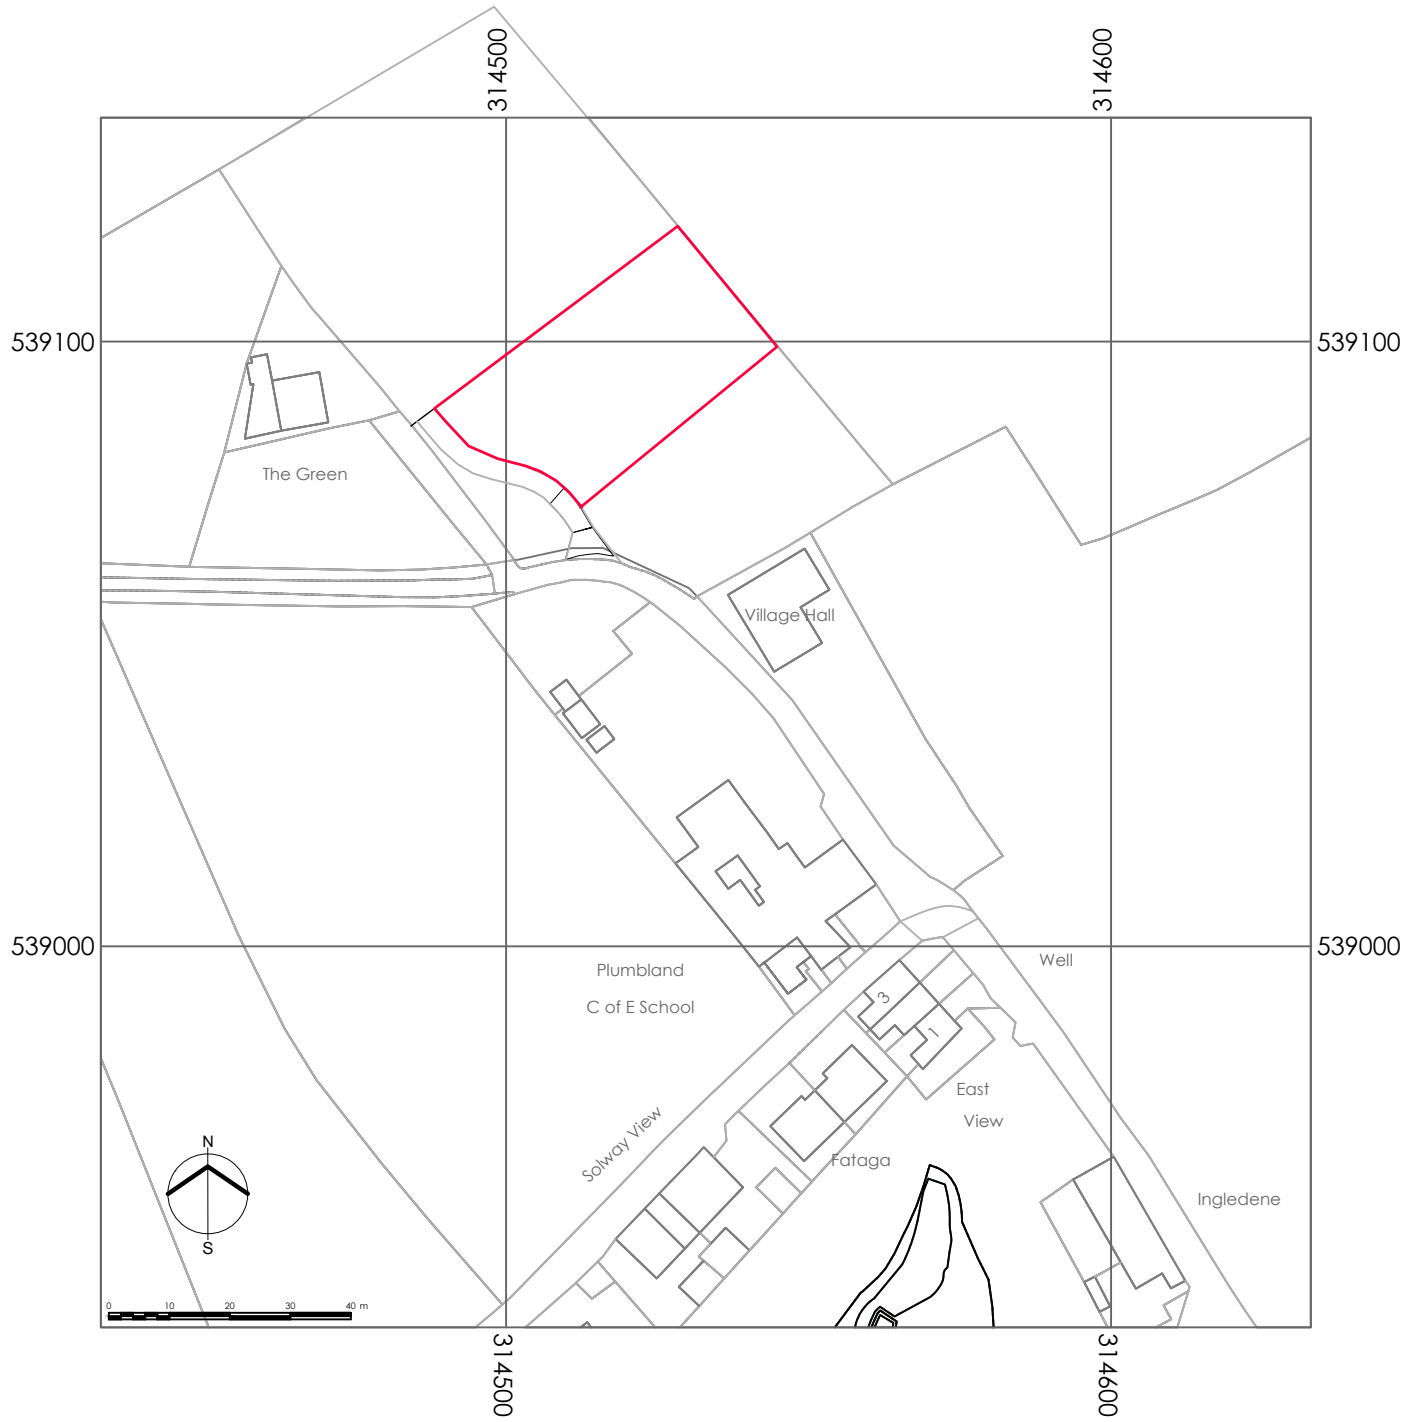 314500
314600
539100
539100
The Green
Village Hall
539000
539000
Well
Plumbland
C of E School
3
1
East
View
Solway View
Fataga
Ingledene
N
S
0 10 20 30 40 m
314500
314600